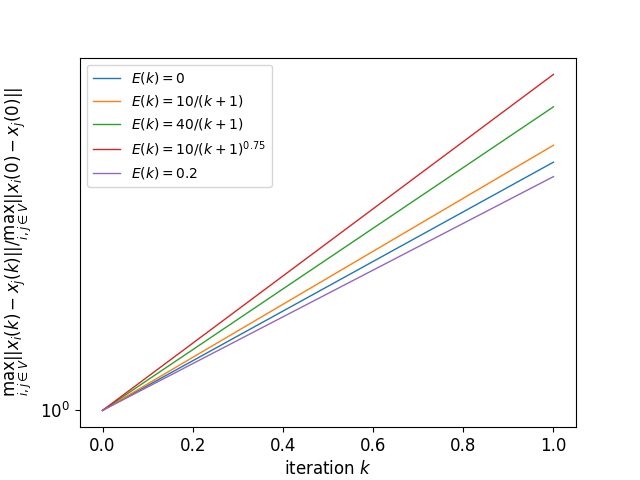 E(k) = 0
E(k) = 10/(k + 1)
E(k) = 40/(k + 1)
E(k) = 10/(k + 1)^{0.75}
E(k) = 0.2
\max_{i,j∈V} ||x_i(k) − x_j(k)|| / \max_{i,j∈V} ||x_i(0) − x_j(0)||
10^0
0.0 0.2 0.4 0.6 0.8 1.0
iteration k